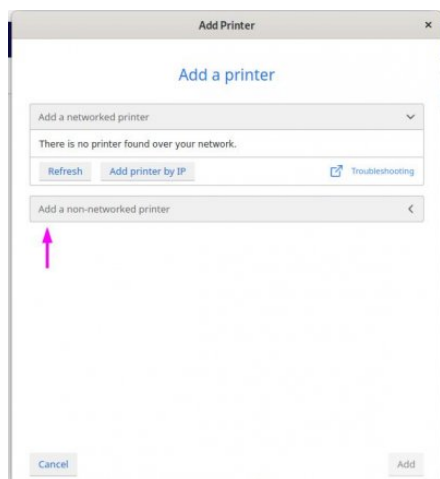 Add Printer
Add a printer
Add a networked printer
There is no printer found over your network.
Refresh Add printer by IP Troubleshooting
Add a non-networked printer
Cancel Add